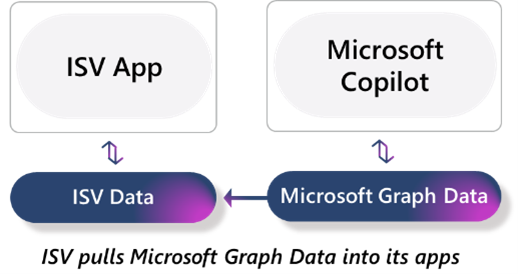 ISV App
Microsoft
Copilot
ISV Data
Microsoft Graph Data
ISV pulls Microsoft Graph Data into its apps